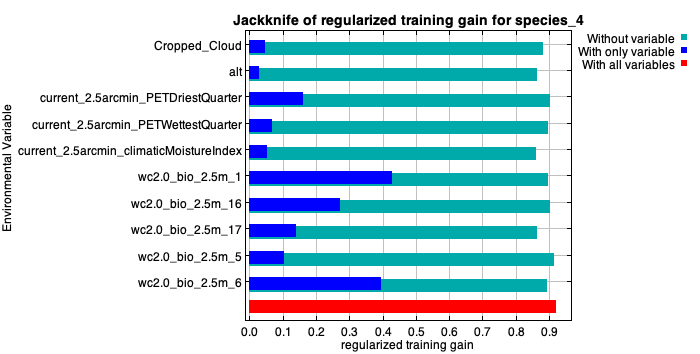 Jackknife of regularized training gain for species_4
Without variable
With only variable
With all variables
Environmental Variable
Cropped_Cloud
alt
current_2.5arcmin_PETDriestQuarter
current_2.5arcmin_PETWettestQuarter
current_2.5arcmin_climaticMoistureIndex
wc2.0_bio_2.5m_1
wc2.0_bio_2.5m_16
wc2.0_bio_2.5m_17
wc2.0_bio_2.5m_5
wc2.0_bio_2.5m_6
0.0 0.1 0.2 0.3 0.4 0.5 0.6 0.7 0.8 0.9
regularized training gain